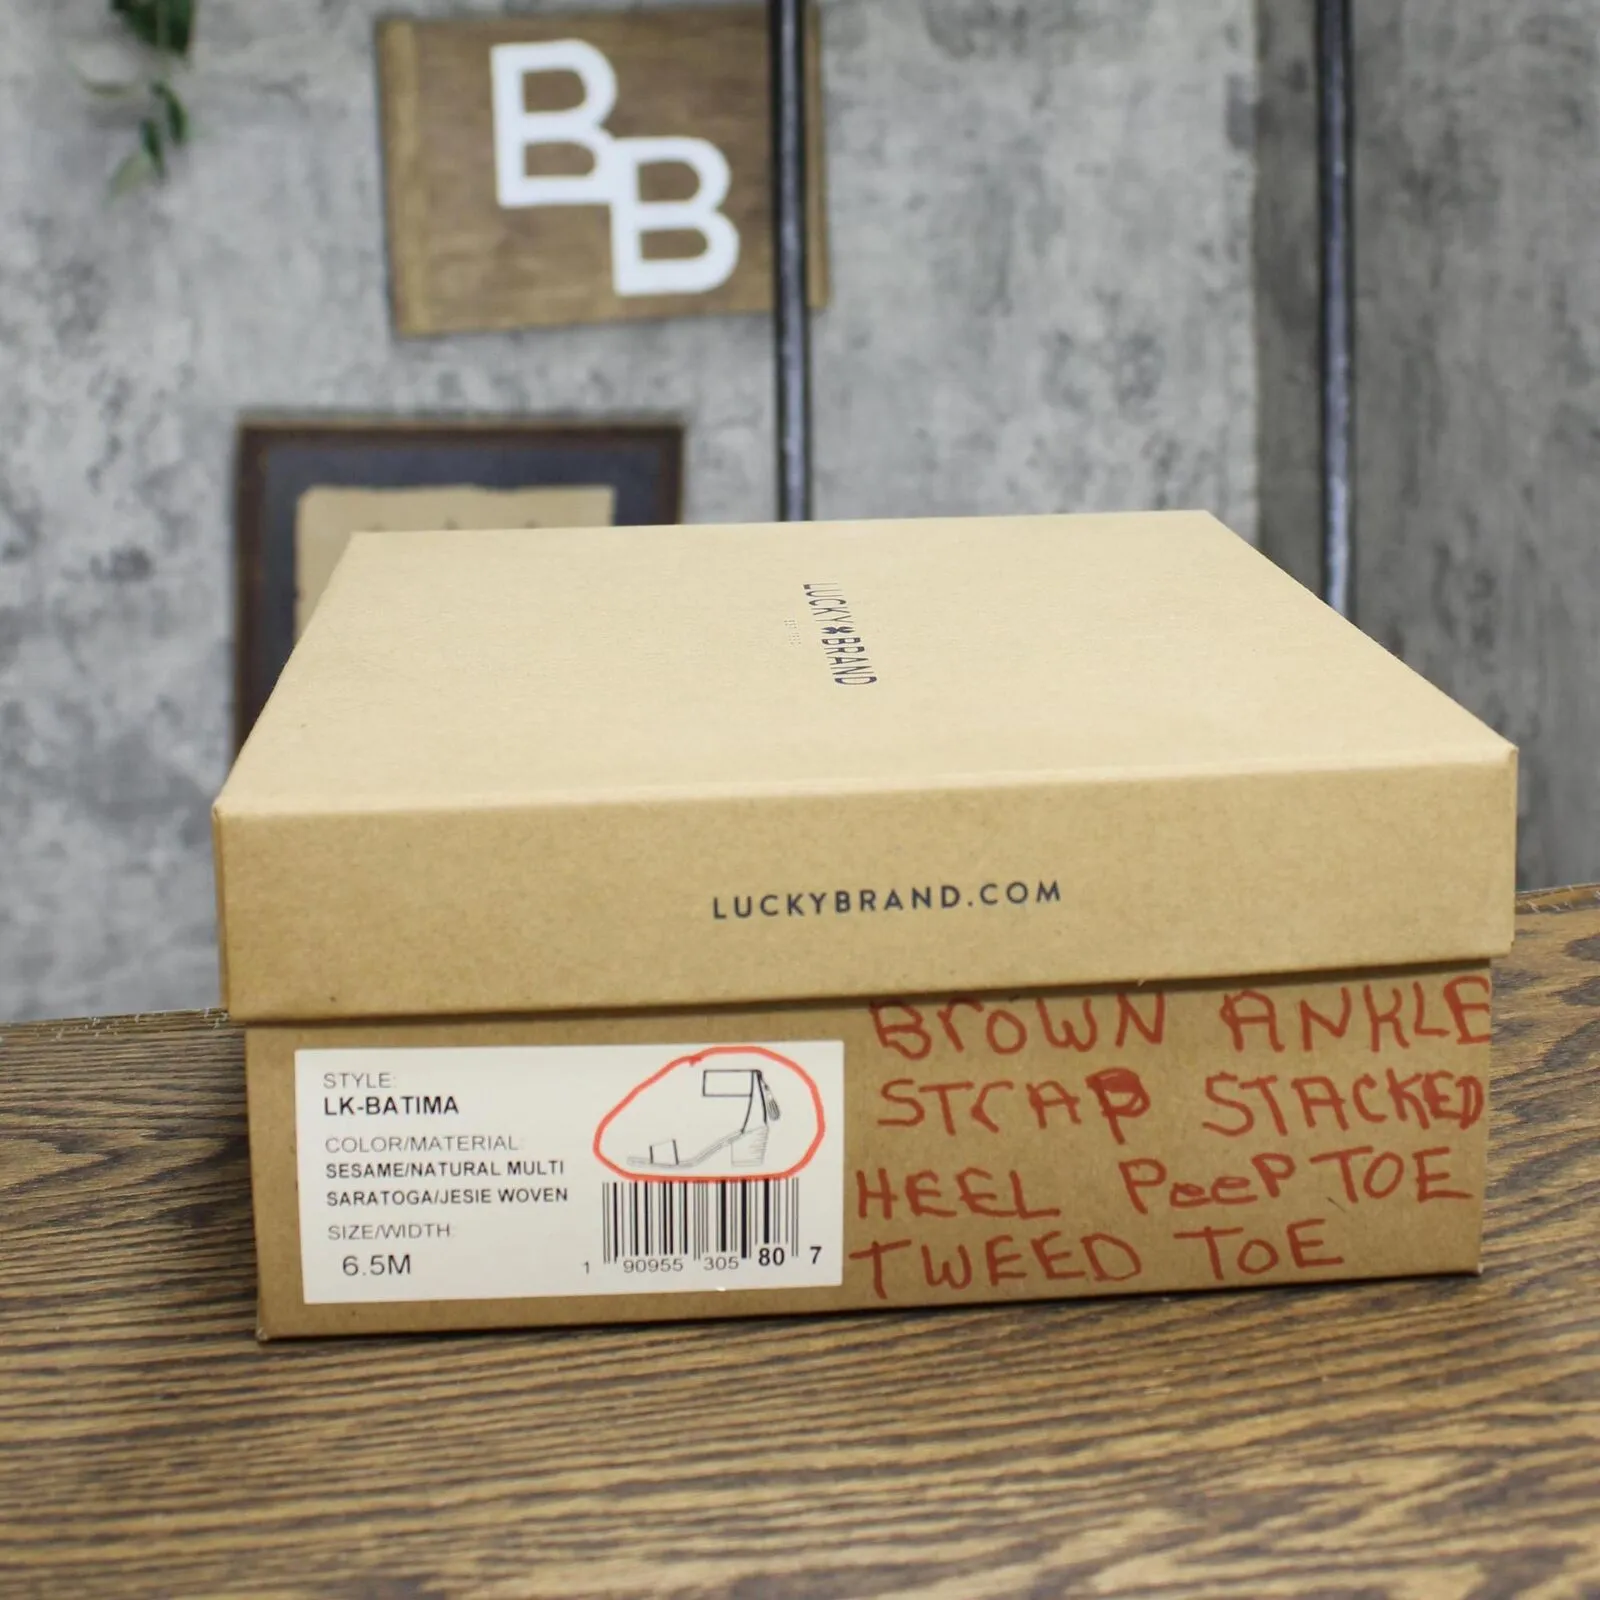 B
B
LUCKY BRAND
LUCKYBRAND.COM
STYLE:
LK-BATIMA
COLOR/MATERIAL
SESAME/NATURAL MULTI
SARATOGA/JESIE WOVEN
SIZE/WIDTH:
6.5M
1 90955 305 80 7
BrOWN ANKLE
STrAP STACKED
HEEL PeeP TOE
TWEED TOE